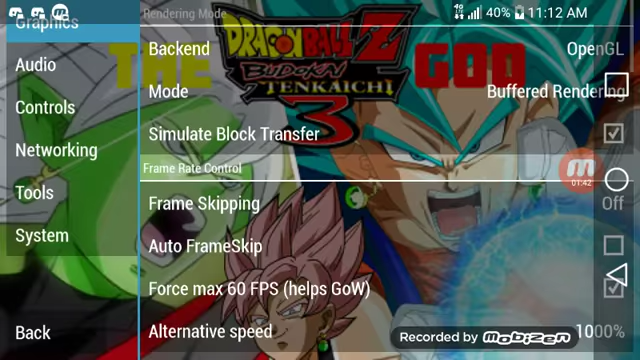 40% 11:12 AM
Graphics
Rendering Mode
Audio
Backend
OpenGL
Controls
Mode
Buffered Rendering
Networking
Simulate Block Transfer
Frame Rate Control
Tools
Frame Skipping
Off
System
Auto FrameSkip
Force max 60 FPS (helps GoW)
Back
Alternative speed
1000%
THE
DRAGON BALL Z
BUDOKAI
TENKAICHI
3
GOD
01:42
Recorded by Mobizen